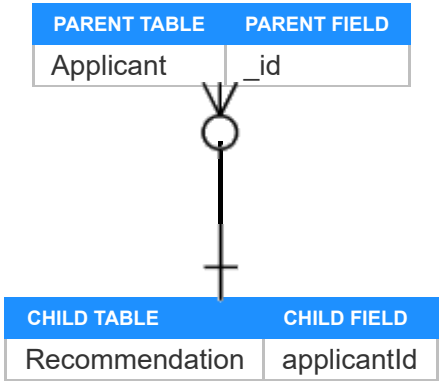 PARENT TABLE PARENT FIELD
Applicant _id
CHILD TABLE CHILD FIELD
Recommendation applicantId